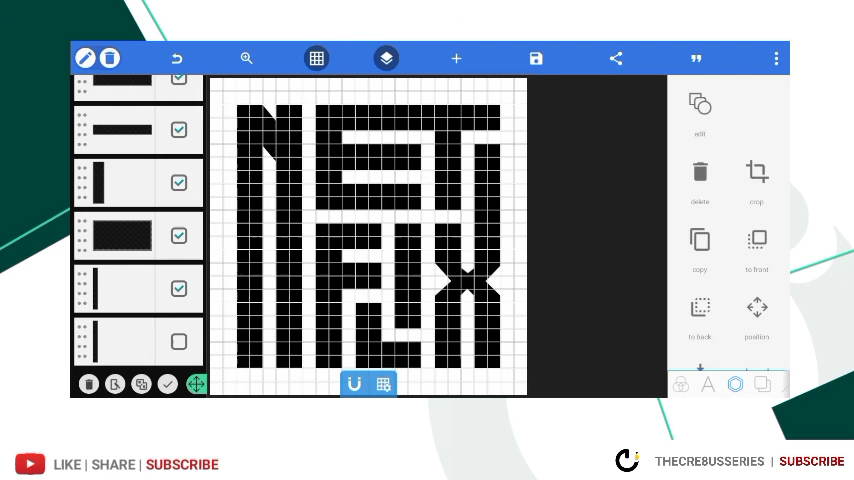 NETFLIX
edit
delete
crop
copy
to front
to back
position
LIKE | SHARE | SUBSCRIBE
THECRE8USSERIES | SUBSCRIBE